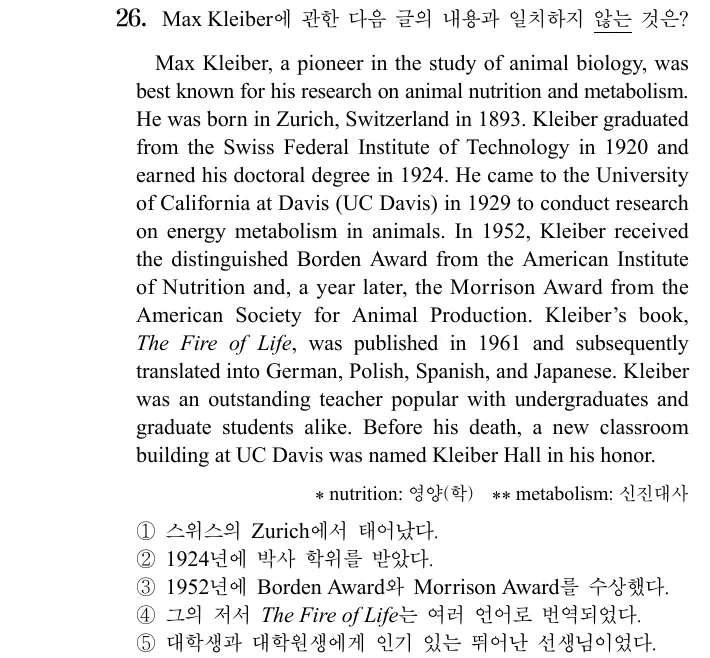 26. Max Kleiber에 관한 다음 글의 내용과 일치하지 않는 것은?
Max Kleiber, a pioneer in the study of animal biology, was
best known for his research on animal nutrition and metabolism.
He was born in Zurich, Switzerland in 1893. Kleiber graduated
from the Swiss Federal Institute of Technology in 1920 and
earned his doctoral degree in 1924. He came to the University
of California at Davis (UC Davis) in 1929 to conduct research
on energy metabolism in animals. In 1952, Kleiber received
the distinguished Borden Award from the American Institute
of Nutrition and, a year later, the Morrison Award from the
American Society for Animal Production. Kleiber’s book,
The Fire of Life, was published in 1961 and subsequently
translated into German, Polish, Spanish, and Japanese. Kleiber
was an outstanding teacher popular with undergraduates and
graduate students alike. Before his death, a new classroom
building at UC Davis was named Kleiber Hall in his honor.
* nutrition: 영양(학) ** metabolism: 신진대사
① 스위스의 Zurich에서 태어났다.
② 1924년에 박사 학위를 받았다.
③ 1952년에 Borden Award와 Morrison Award를 수상했다.
④ 그의 저서 The Fire of Life는 여러 언어로 번역되었다.
⑤ 대학생과 대학원생에게 인기 있는 뛰어난 선생님이었다.